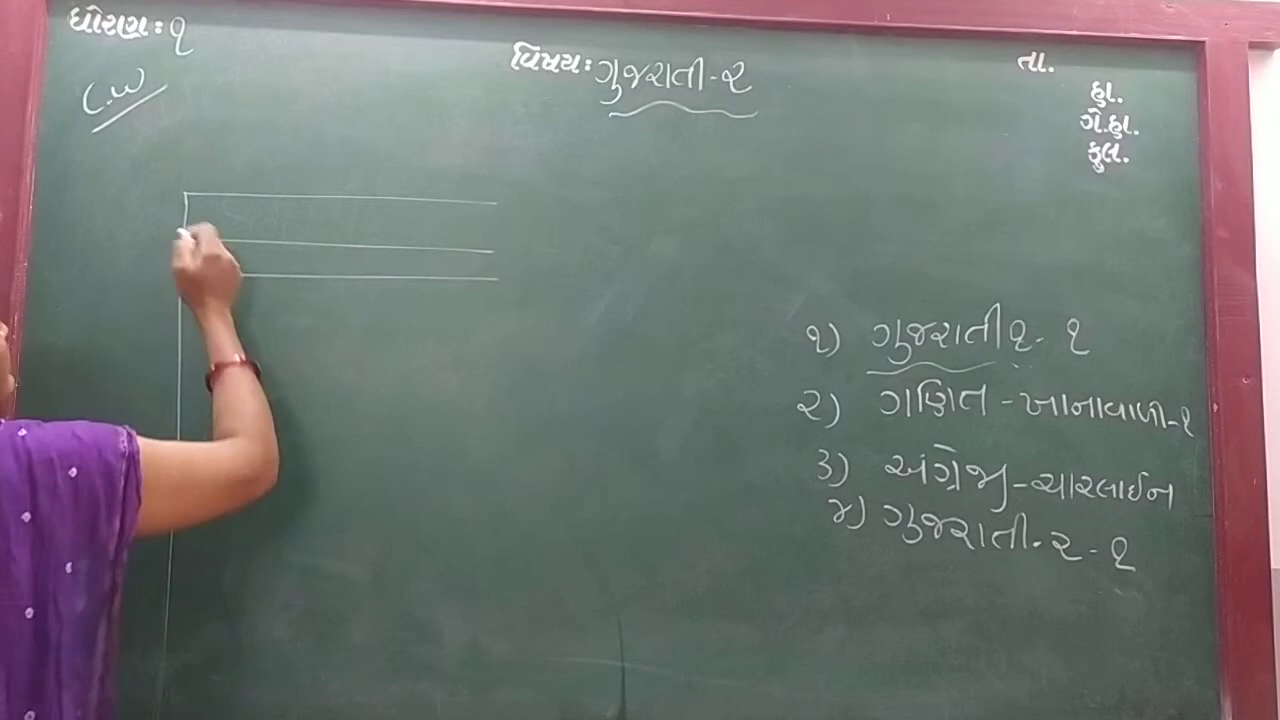 ધોરણ: ૧
વિષય: ગુજરાતી-૨
તા.
હા.
ગે.હા.
કુલ.
C.W
૧) ગુજરાતી ૧- ૧
૨) ગણિત - ખાનાવાળી-૧
૩) અંગ્રેજી-ચારલાઈન
૪) ગુજરાતી-૨-૧